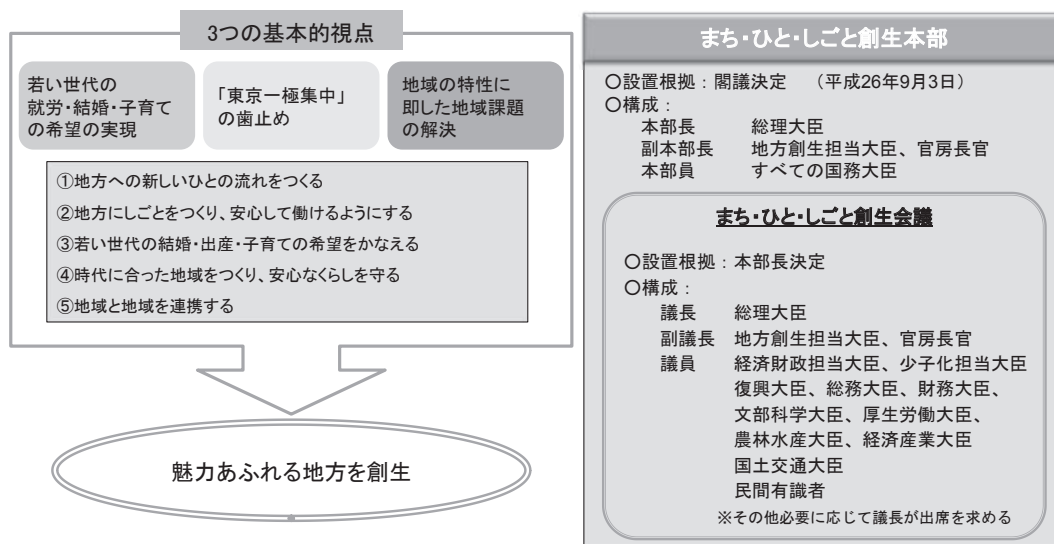 3つの基本的視点
若い世代の
就労・結婚・子育て
の希望の実現
「東京一極集中」
の歯止め
地域の特性に
即した地域課題
の解決
①地方への新しいひとの流れをつくる
②地方にしごとをつくり、安心して働けるようにする
③若い世代の結婚・出産・子育ての希望をかなえる
④時代に合った地域をつくり、安心なくらしを守る
⑤地域と地域を連携する
魅力あふれる地方を創生
まち・ひと・しごと創生本部
○設置根拠：閣議決定　（平成26年9月3日）
○構成：
本部長　総理大臣
副本部長　地方創生担当大臣、官房長官
本部員　すべての国務大臣
まち・ひと・しごと創生会議
○設置根拠：本部長決定
○構成：
議長　総理大臣
副議長　地方創生担当大臣、官房長官
議員　経済財政担当大臣、少子化担当大臣
復興大臣、総務大臣、財務大臣、
文部科学大臣、厚生労働大臣、
農林水産大臣、経済産業大臣
国土交通大臣
民間有識者
※その他必要に応じて議長が出席を求める